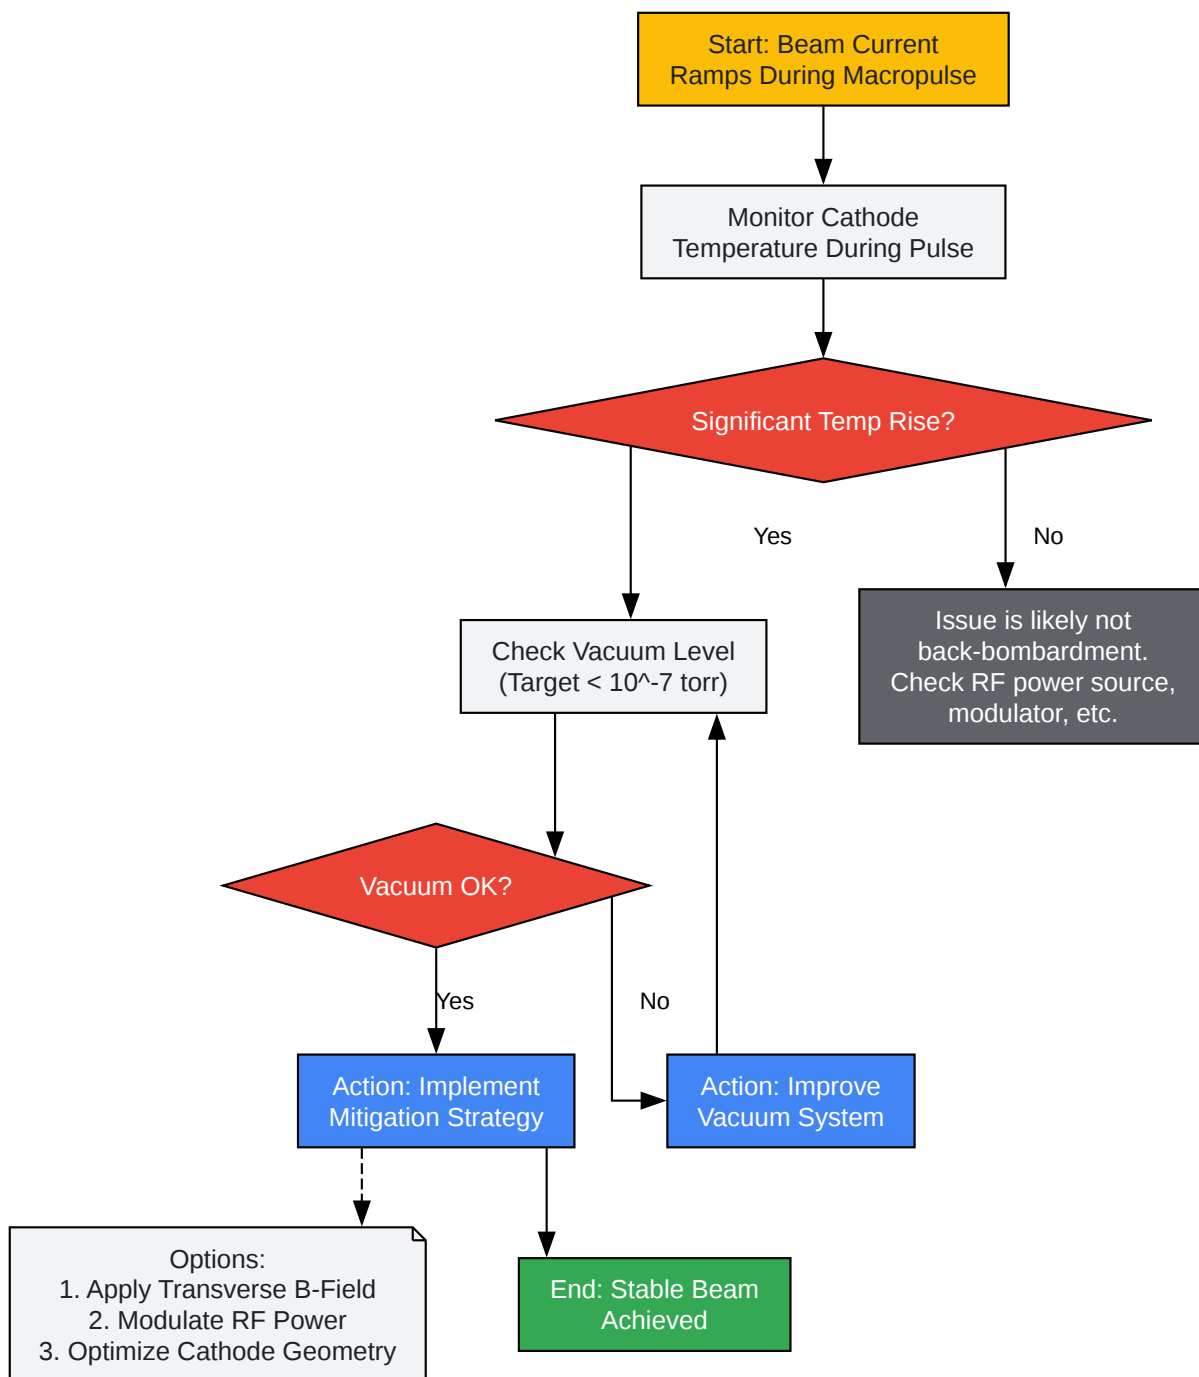 Start: Beam Current
Ramps During Macropulse
Monitor Cathode
Temperature During Pulse
Significant Temp Rise?
Yes
No
Issue is likely not
back-bombardment.
Check RF power source,
modulator, etc.
Check Vacuum Level
(Target < 10^-7 torr)
Vacuum OK?
Yes
No
Action: Implement
Mitigation Strategy
Action: Improve
Vacuum System
Options:
1. Apply Transverse B-Field
2. Modulate RF Power
3. Optimize Cathode Geometry
End: Stable Beam
Achieved